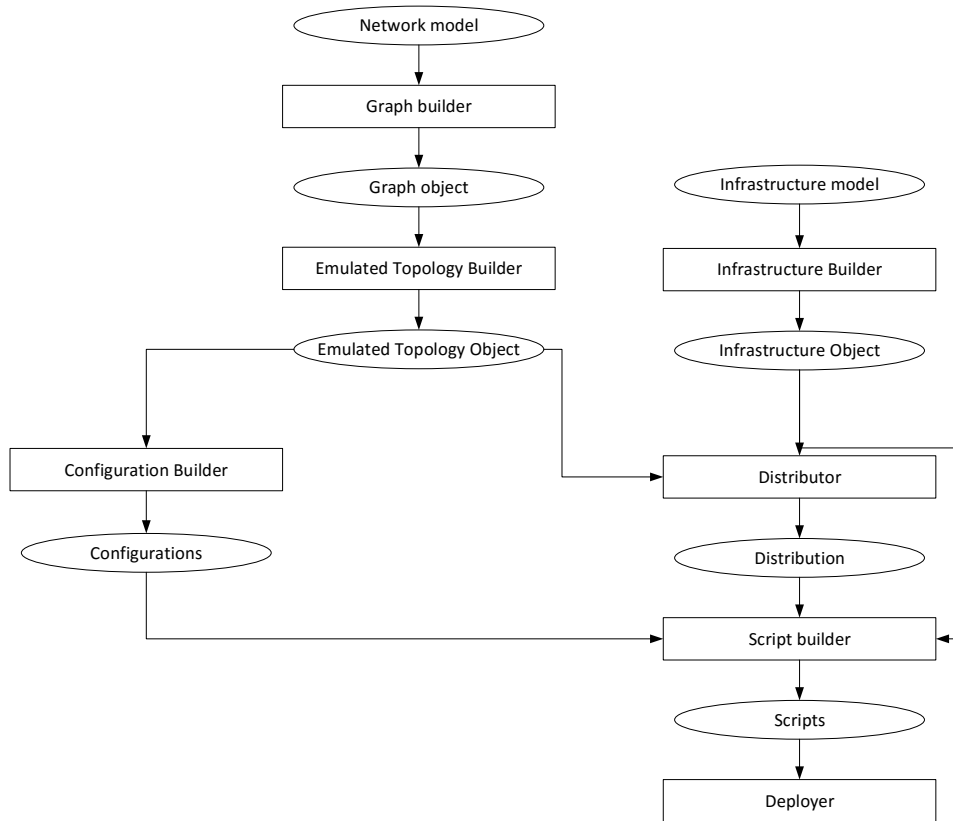 Network model
Graph builder
Graph object
Infrastructure model
Emulated Topology Builder
Infrastructure Builder
Emulated Topology Object
Infrastructure Object
Configuration Builder
Distributor
Configurations
Distribution
Script builder
Scripts
Deployer